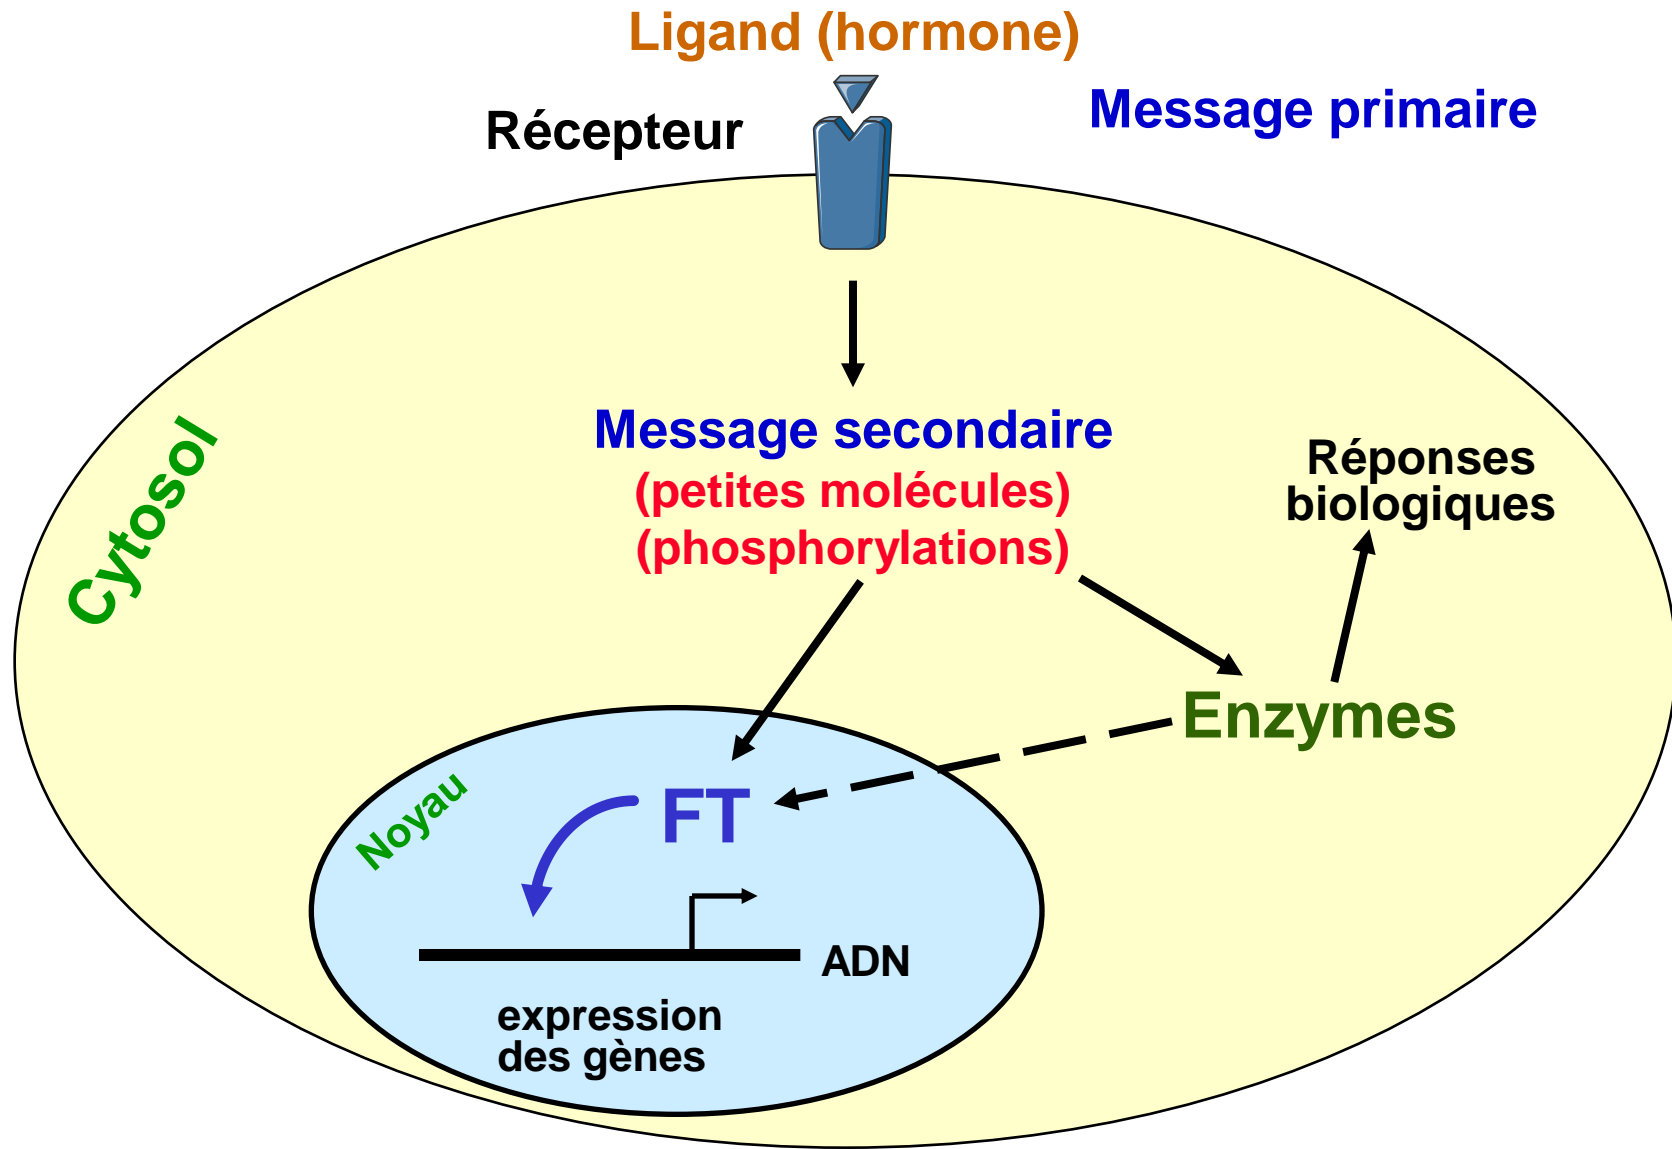 Ligand (hormone)
Message primaire
Récepteur
Message secondaire
(petites molécules)
(phosphorylations)
Réponses
biologiques
Cytosol
Enzymes
Noyau
FT
ADN
expression
des gènes